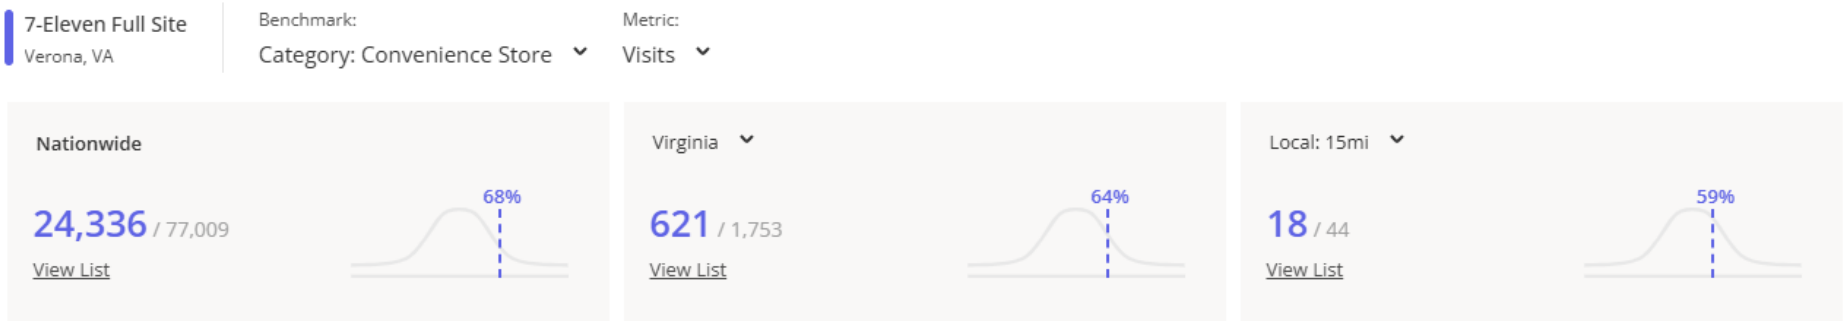 7-Eleven Full Site
Verona, VA
Benchmark:
Category: Convenience Store
Metric:
Visits
Nationwide
68%
24,336 / 77,009
View List
Virginia
64%
621 / 1,753
View List
Local: 15mi
59%
18 / 44
View List